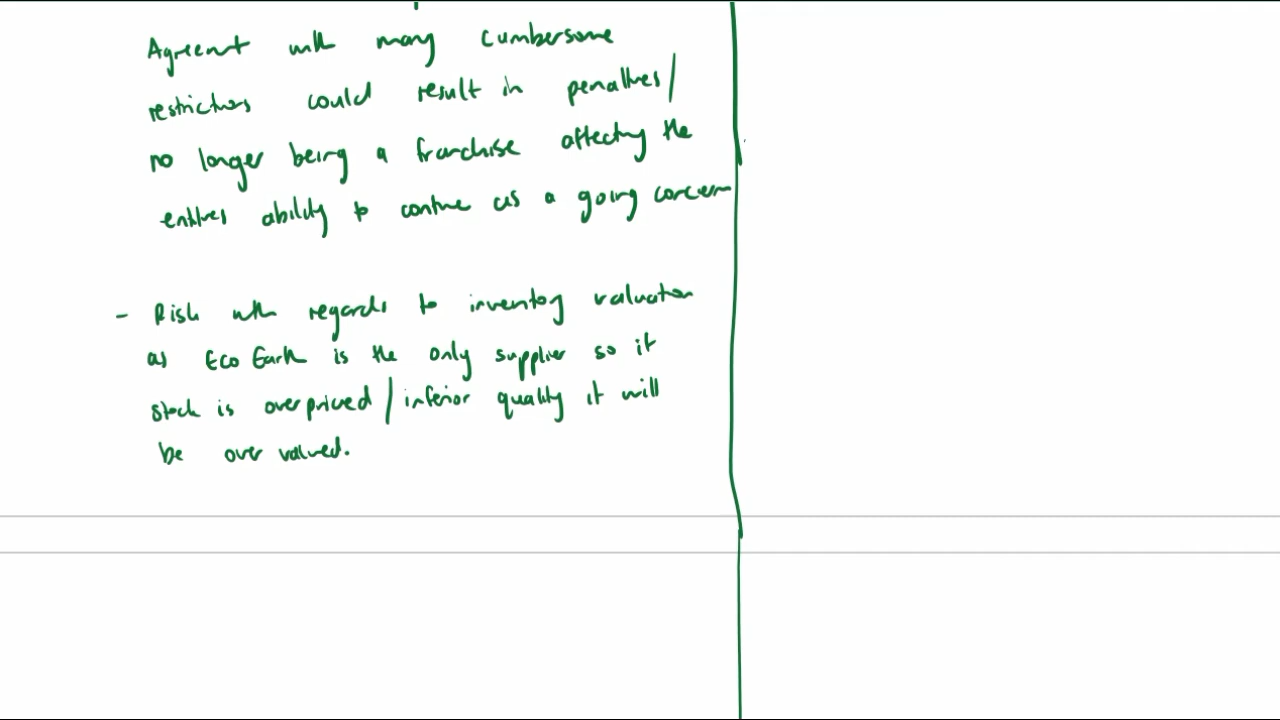 Agreement with many cumbersome
restrictions could result in penalties/
no longer being a franchise affecting the
entities ability to continue as a going concern
- Risk with regards to inventory valuation
as Eco Earth is the only supplier so if
stock is overpriced/inferior quality it will
be over valued.